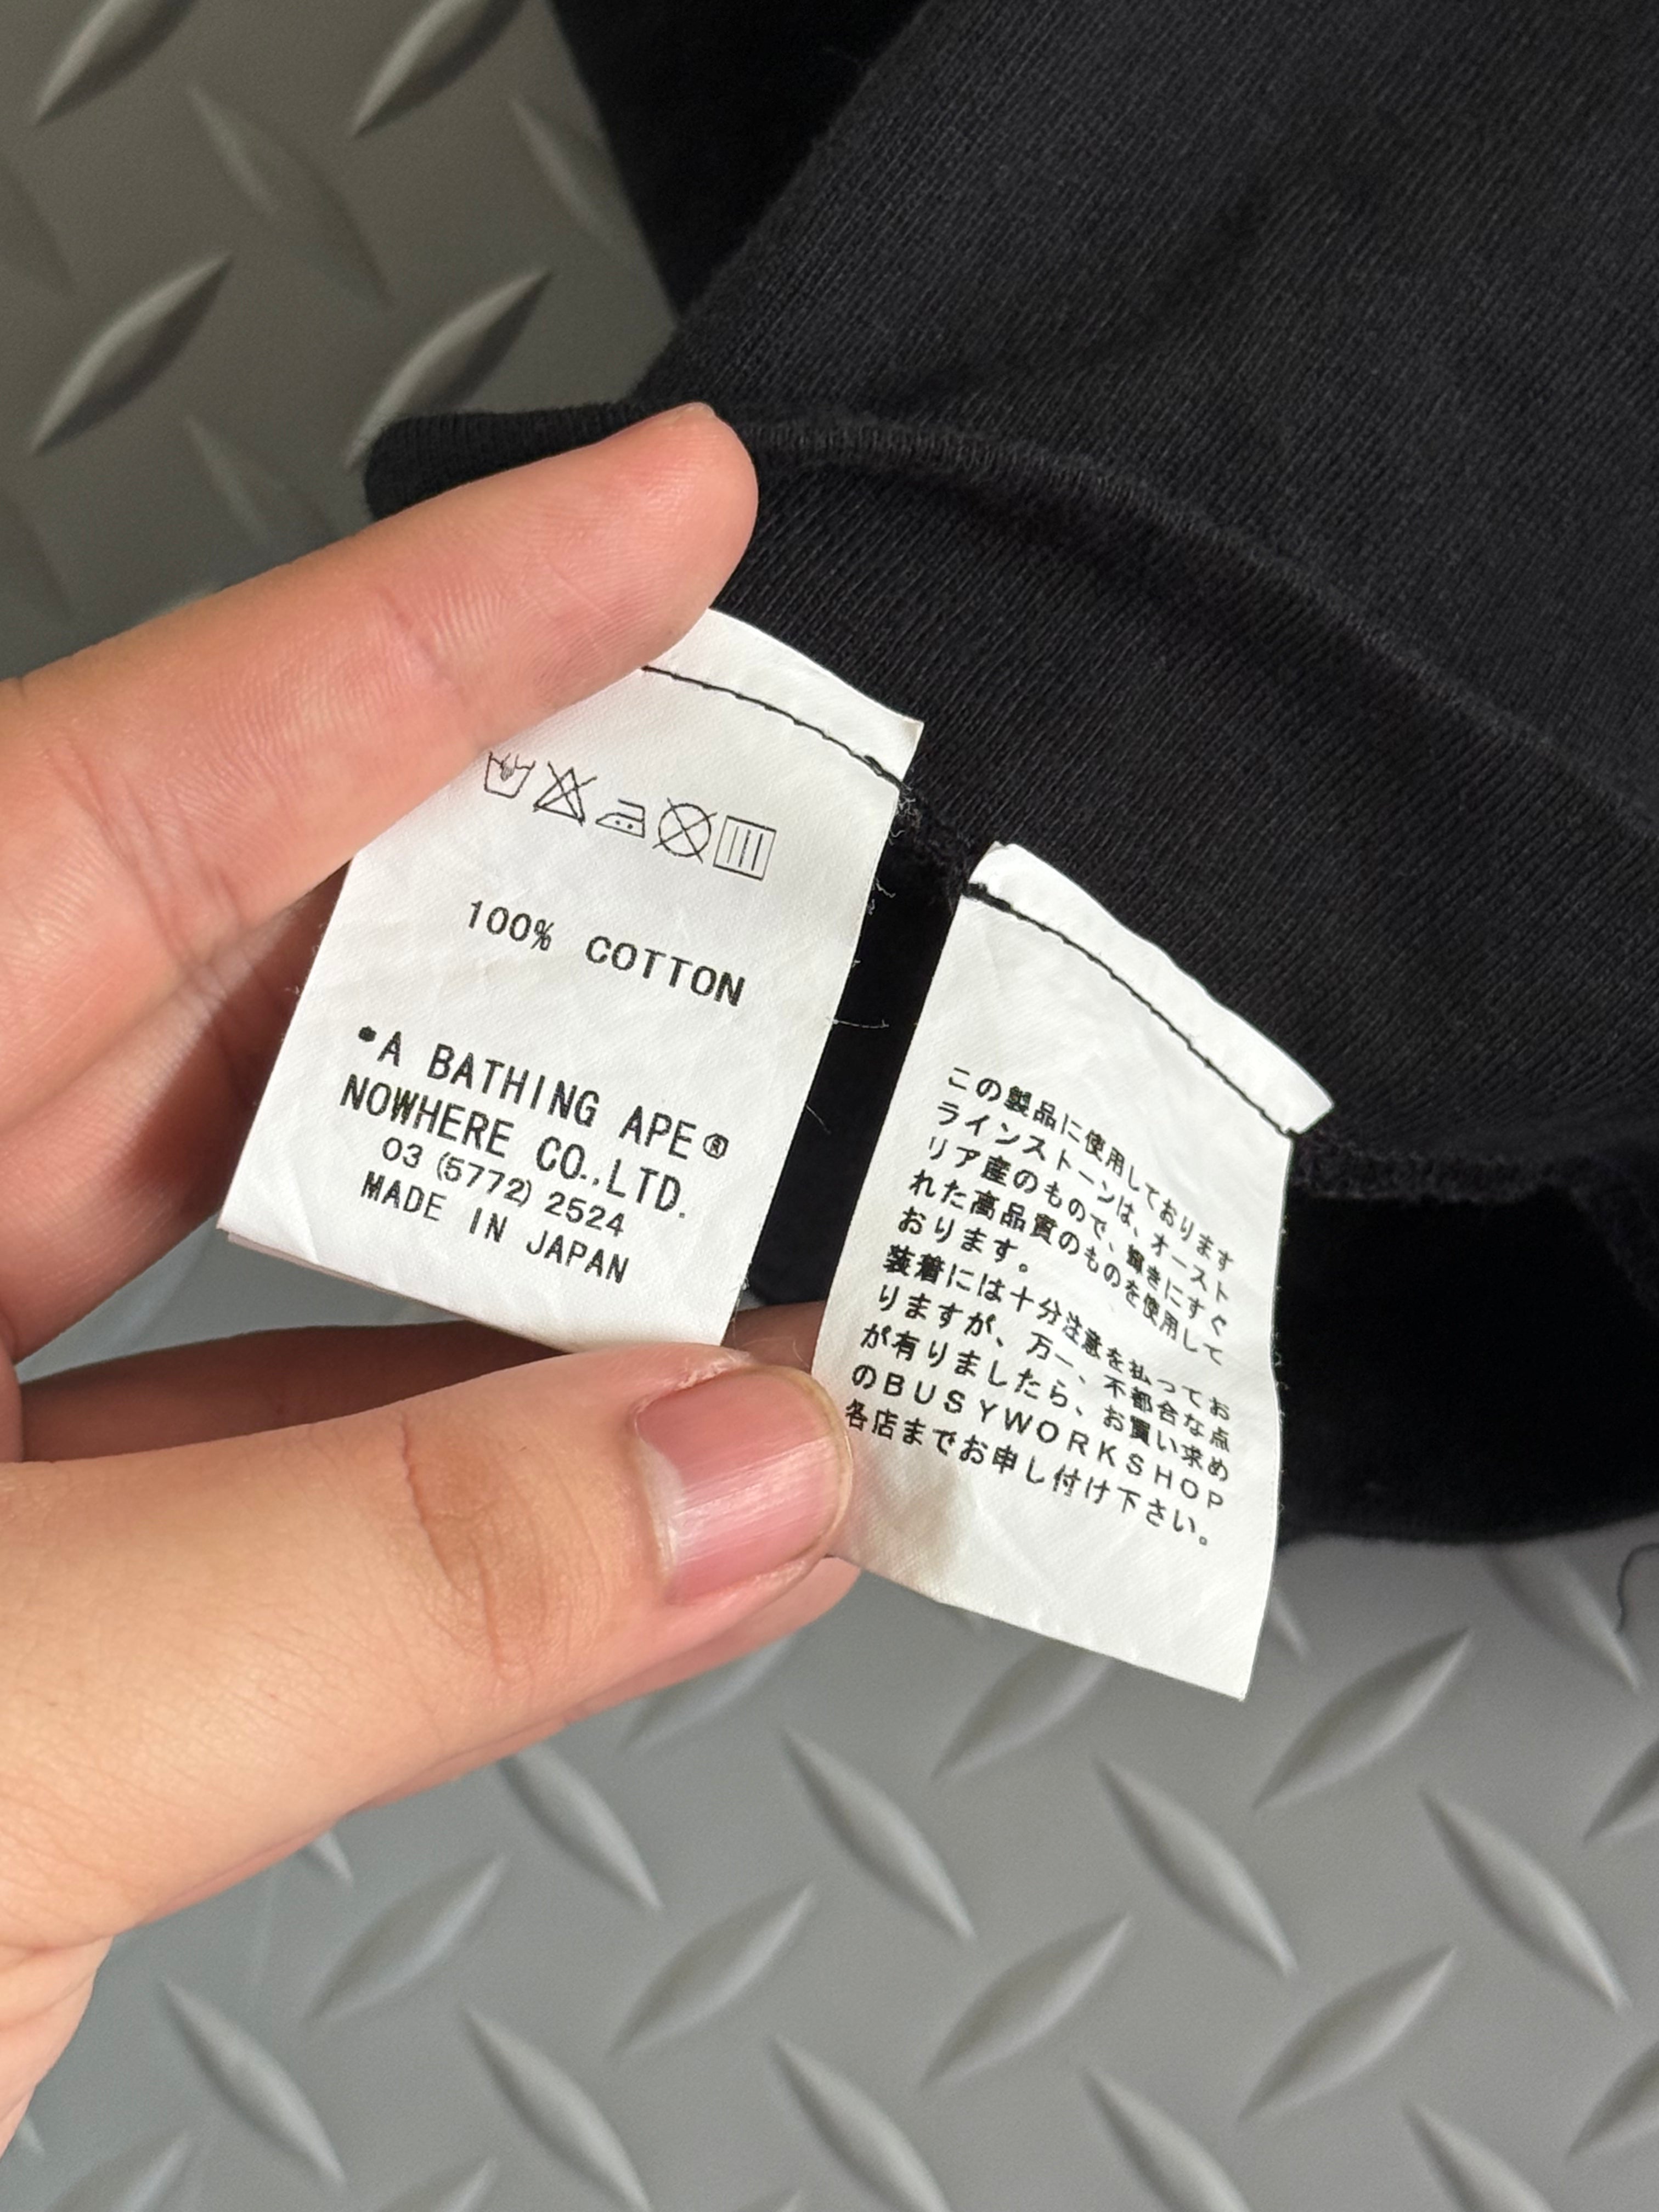 100% COTTON
*A BATHING APE®
NOWHERE CO.,LTD.
03 (5772) 2524
MADE IN JAPAN
この製品に使用しております
ラインストーンは、オースト
リア産のもので、輝きにすぐ
れた高品質のものを使用して
おります。
装着には十分注意を払ってお
りますが、万一、不都合な点
が有りましたら、お買い求め
のBUSYWORKSHOP
各店までお申し付け下さい。